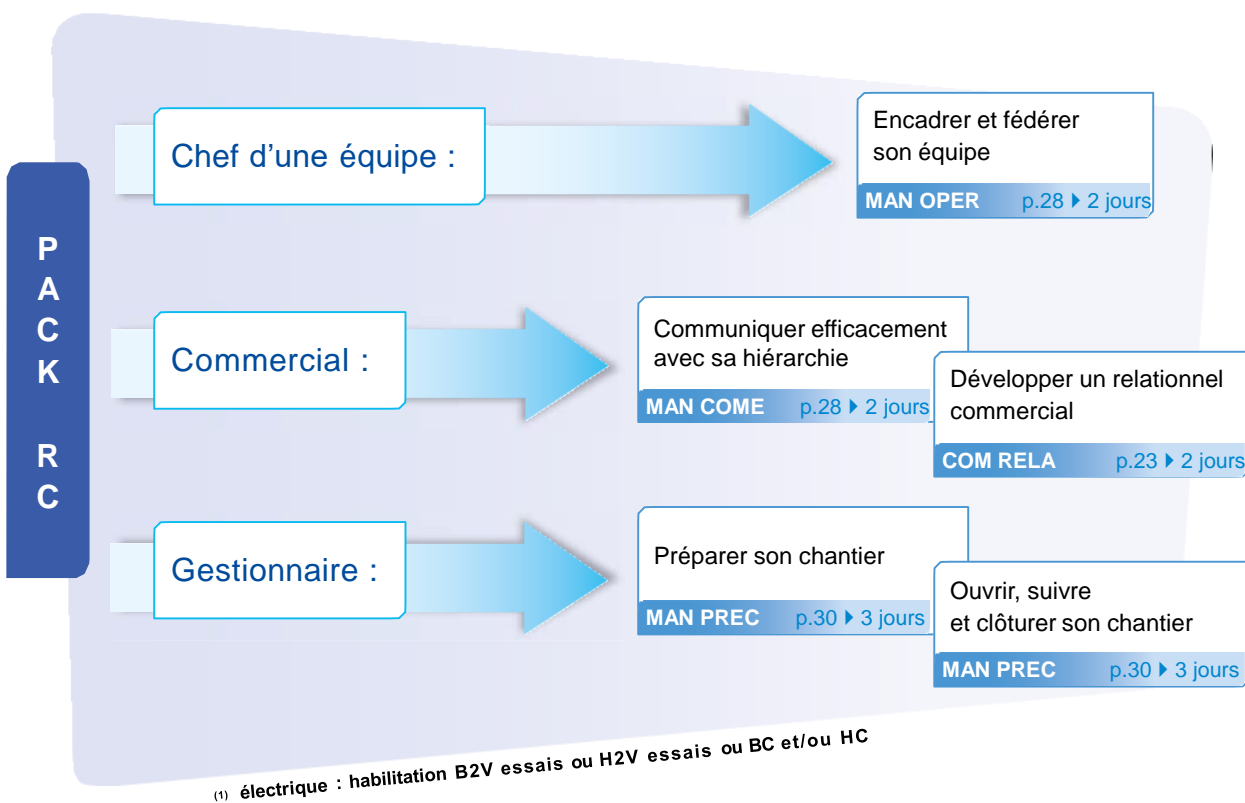 PACK RC
Chef d’une équipe :
Encadrer et fédérer
son équipe
MAN OPER p.28 ▸ 2 jours
Commercial :
Communiquer efficacement
avec sa hiérarchie
MAN COME p.28 ▸ 2 jours
Développer un relationnel
commercial
COM RELA p.23 ▸ 2 jours
Gestionnaire :
Préparer son chantier
MAN PREC p.30 ▸ 3 jours
Ouvrir, suivre
et clôturer son chantier
MAN PREC p.30 ▸ 3 jours
(1) électrique : habilitation B2V essais ou H2V essais ou BC et/ou HC